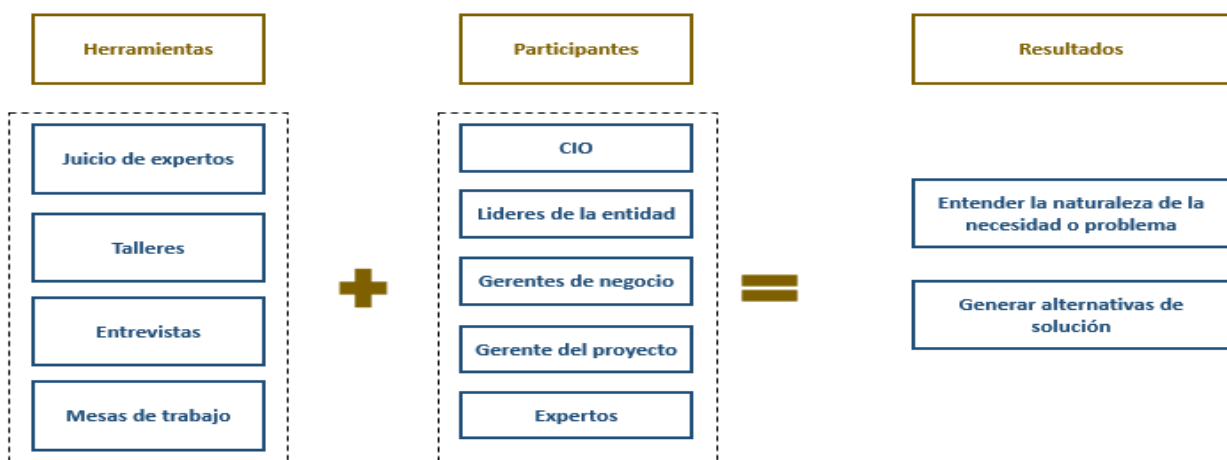 Herramientas
Juicio de expertos
Talleres
Entrevistas
Mesas de trabajo
Participantes
CIO
Lideres de la entidad
Gerentes de negocio
Gerente del proyecto
Expertos
Resultados
Entender la naturaleza de la
necesidad o problema
Generar alternativas de
solución